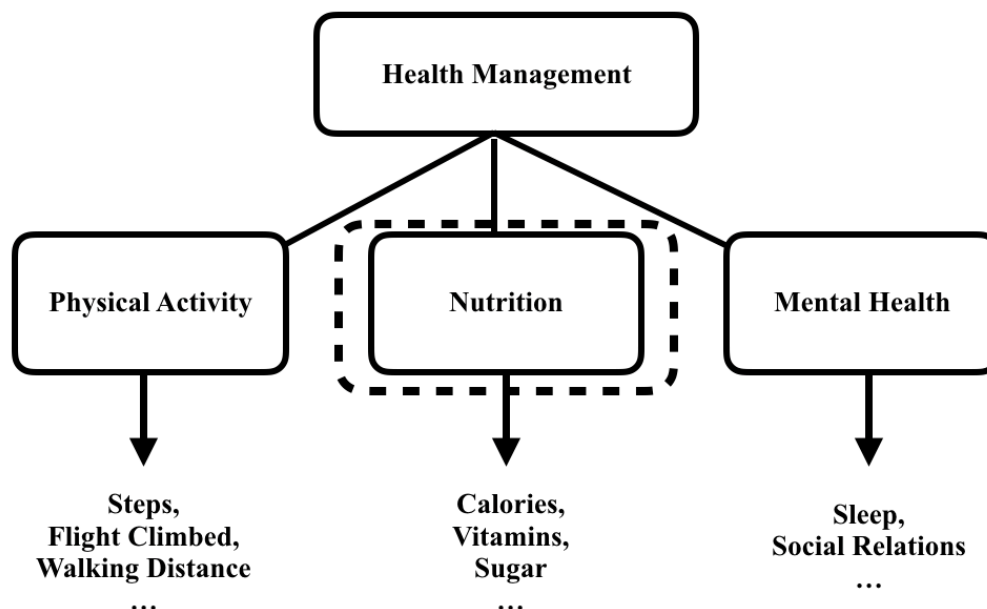 Health Management
Physical Activity
Nutrition
Mental Health
Steps,
Flight Climbed,
Walking Distance
…
Calories,
Vitamins,
Sugar
…
Sleep,
Social Relations
…